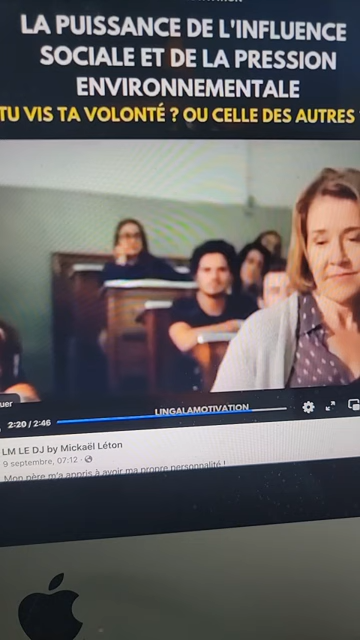 LA PUISSANCE DE L'INFLUENCE
SOCIALE ET DE LA PRESSION
ENVIRONNEMENTALE
TU VIS TA VOLONTÉ ? OU CELLE DES AUTRES ?
LINGALAMOTIVATION
2:20 / 2:46
LM LE DJ by Mickaël Léton
9 septembre, 07:12
Mon père m'a appris à avoir ma propre personnalité !